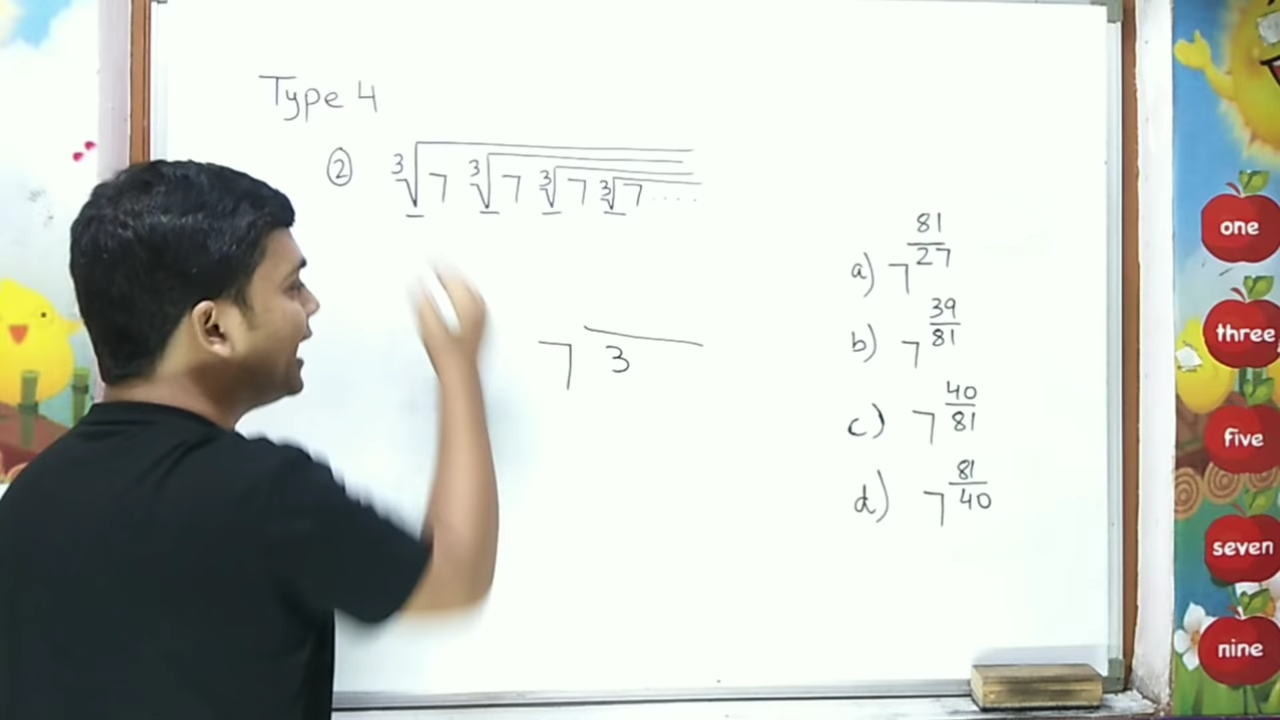 Type 4
② ∛7 ∛7 ∛7 ∛7 .....
7 3
a) 7^81/27
b) 7^39/81
c) 7^40/81
d) 7^81/40
one
three
five
seven
nine